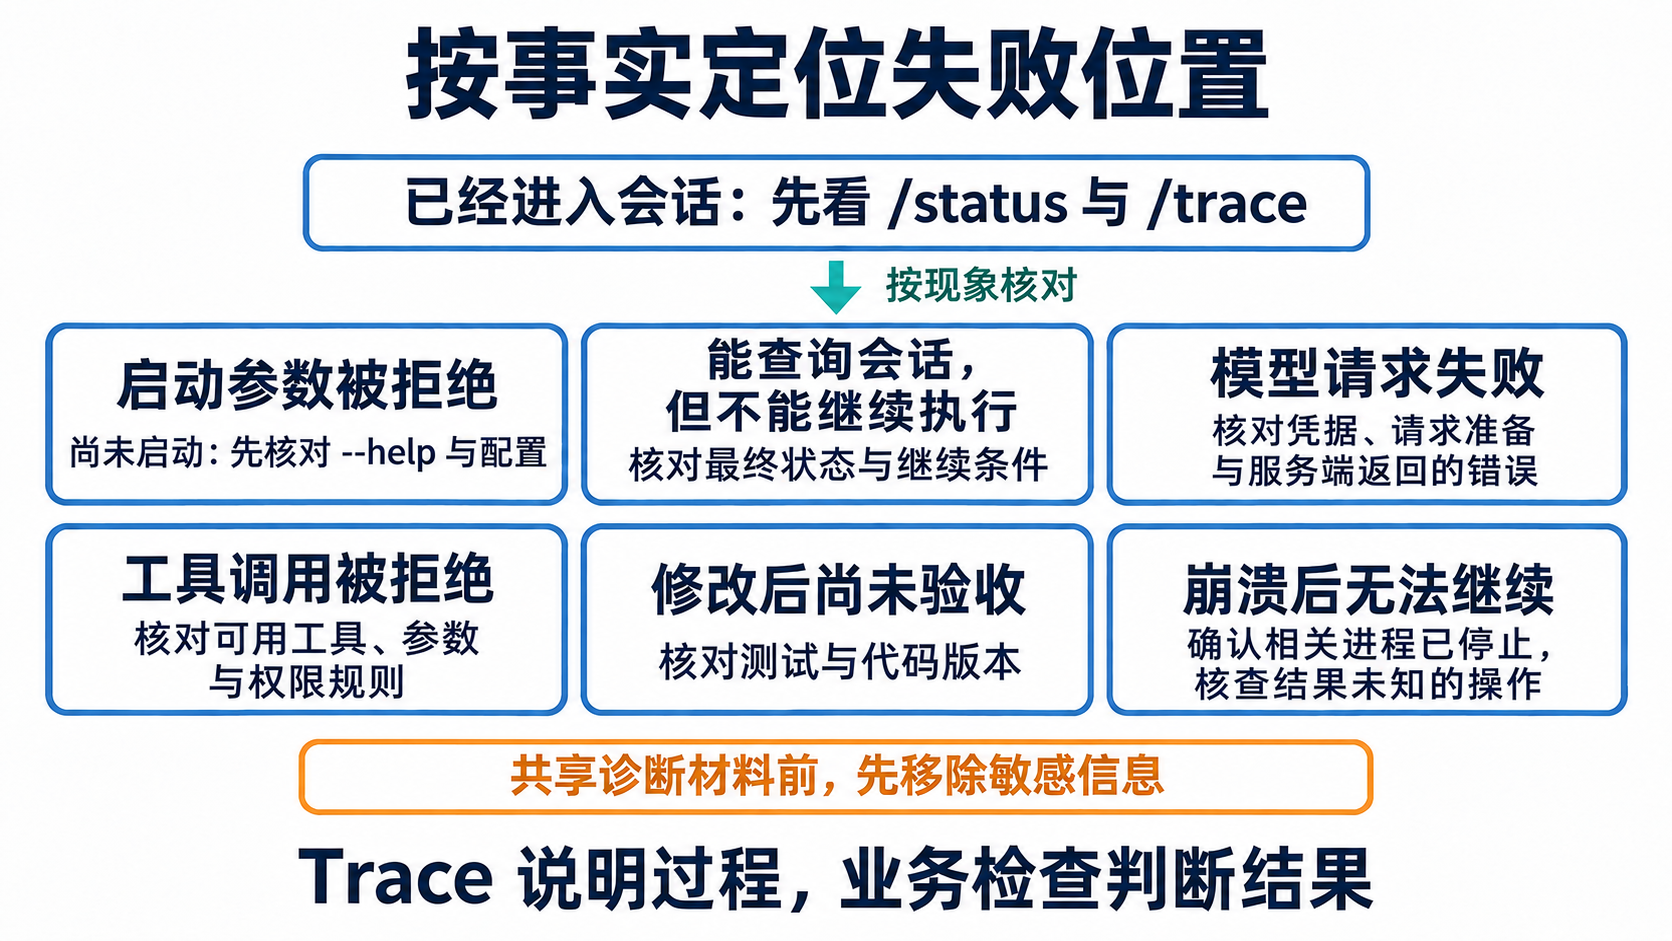 按事实定位失败位置
已经进入会话：先看 /status 与 /trace
按现象核对
启动参数被拒绝
尚未启动：先核对 --help 与配置
能查询会话，
但不能继续执行
核对最终状态与继续条件
模型请求失败
核对凭据、请求准备
与服务端返回的错误
工具调用被拒绝
核对可用工具、参数
与权限规则
修改后尚未验收
核对测试与代码版本
崩溃后无法继续
确认相关进程已停止，
核查结果未知的操作
共享诊断材料前，先移除敏感信息
Trace 说明过程，业务检查判断结果